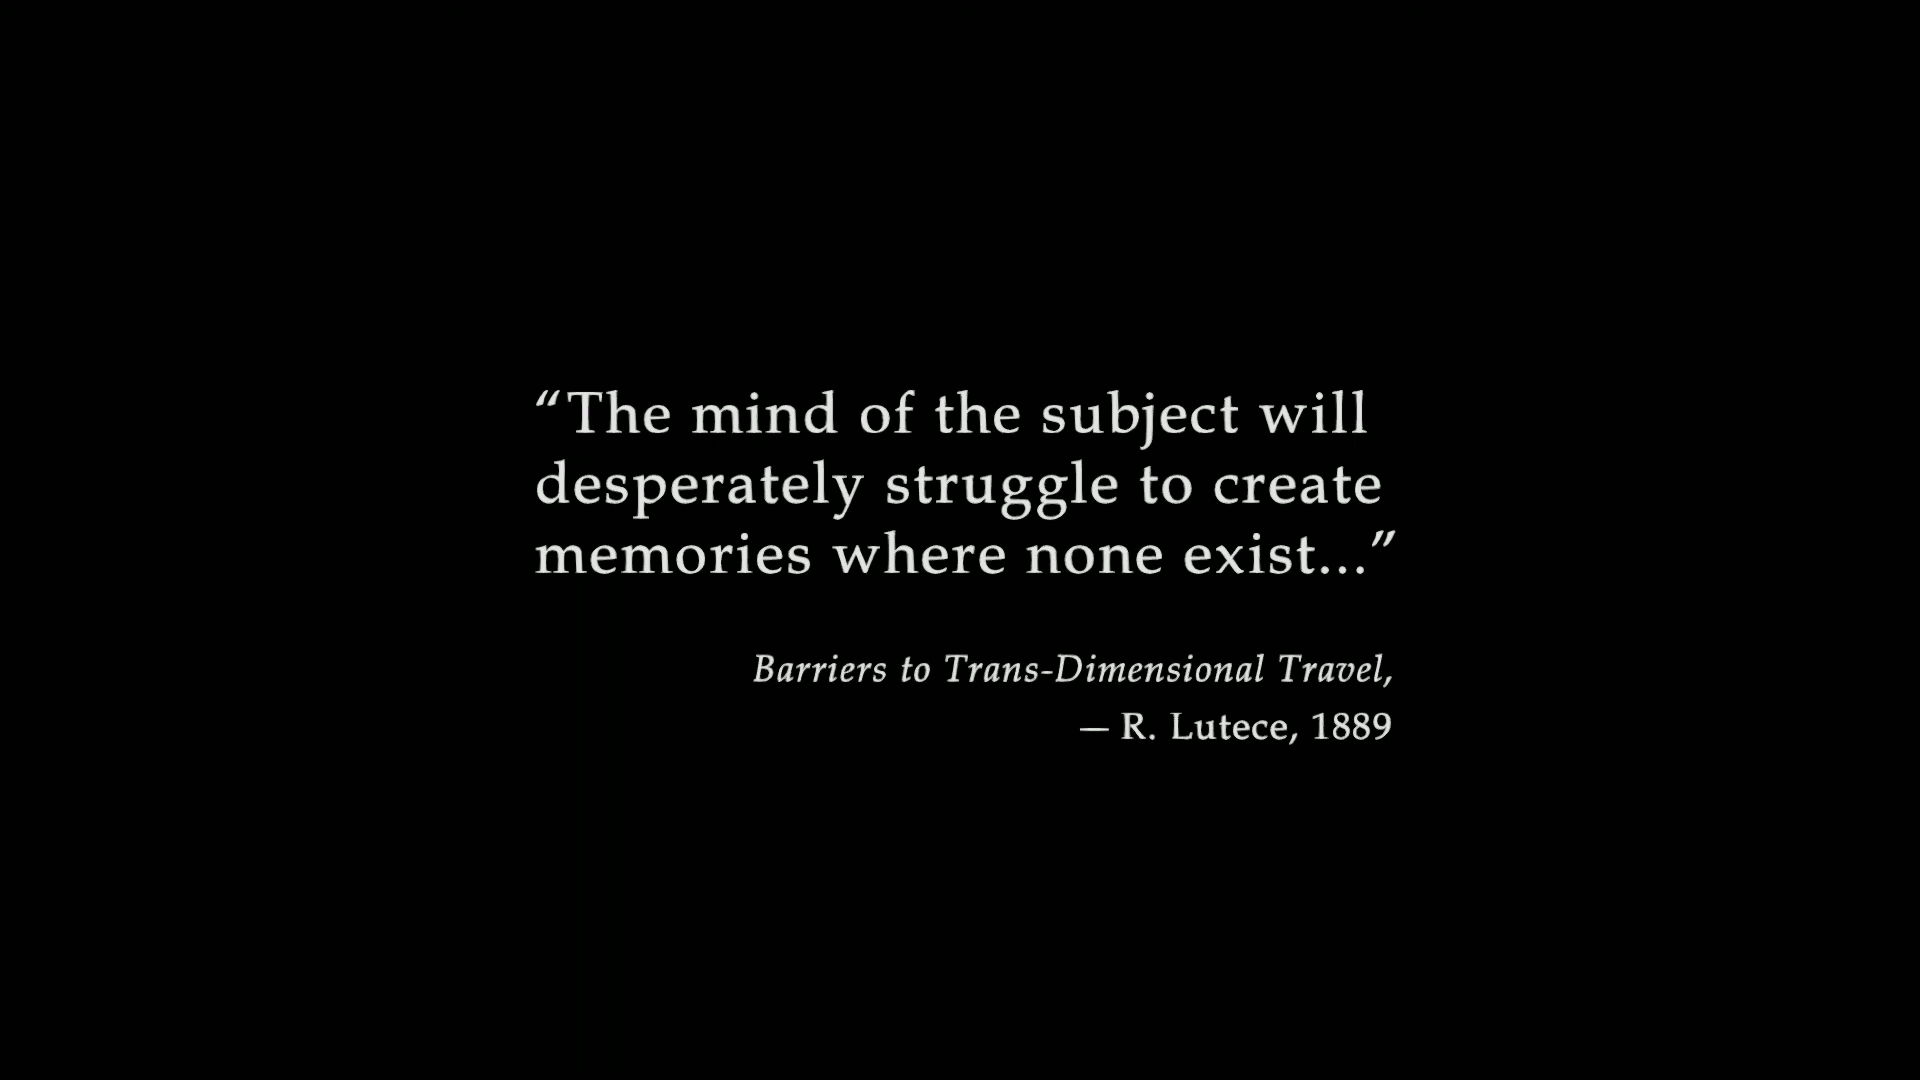 “The mind of the subject will
desperately struggle to create
memories where none exist...”
Barriers to Trans-Dimensional Travel,
— R. Lutece, 1889